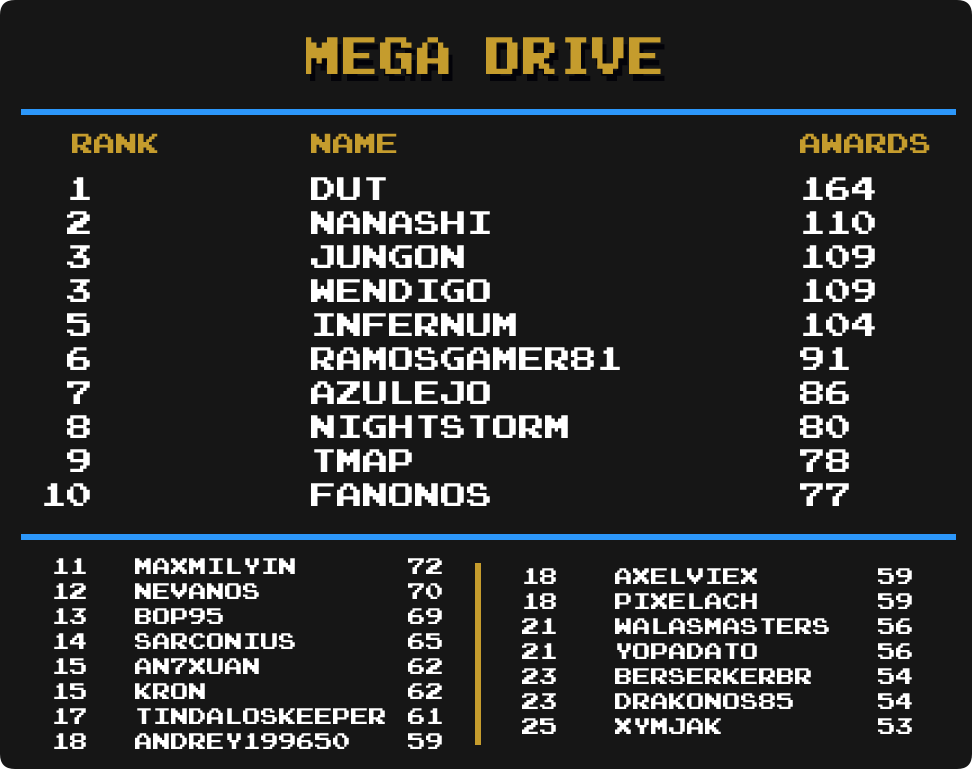 MEGA DRIVE
RANK NAME AWARDS
1 DUT 164
2 NANASHI 110
3 JUNGON 109
3 WENDIGO 109
5 INFERNUM 104
6 RAMOSGAMER81 91
7 AZULEJO 86
8 NIGHTSTORM 80
9 TMAP 78
10 FANONOS 77
11 MAXMILYIN 72
12 NEVANOS 70
13 BOP95 69
14 SARCONIUS 65
15 AN7XUAN 62
15 KRON 62
17 TINDALOSKEEPER 61
18 ANDREY199650 59
18 AXELVIEX 59
18 PIXELACH 59
21 WALASMASTERS 56
21 YOPADATO 56
23 BERSERKERBR 54
23 DRAKONOS85 54
25 XYMJAK 53